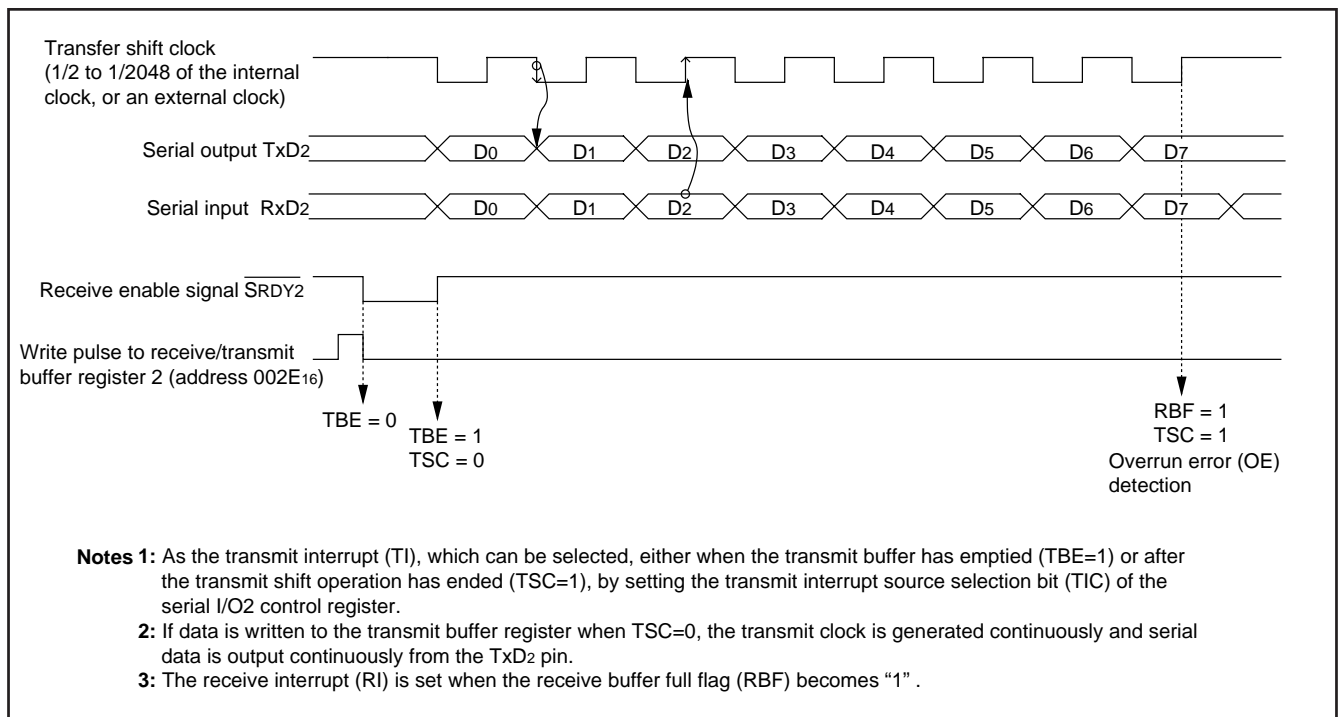 Transfer shift clock
(1/2 to 1/2048 of the internal
clock, or an external clock)
Serial output TxD2 D0 D1 D2 D3 D4 D5 D6 D7
Serial input RxD2 D0 D1 D2 D3 D4 D5 D6 D7
Receive enable signal SRDY2
Write pulse to receive/transmit
buffer register 2 (address 002E16)
TBE = 0
TBE = 1
TSC = 0
RBF = 1
TSC = 1
Overrun error (OE)
detection
Notes 1: As the transmit interrupt (TI), which can be selected, either when the transmit buffer has emptied (TBE=1) or after
the transmit shift operation has ended (TSC=1), by setting the transmit interrupt source selection bit (TIC) of the
serial I/O2 control register.
2: If data is written to the transmit buffer register when TSC=0, the transmit clock is generated continuously and serial
data is output continuously from the TxD2 pin.
3: The receive interrupt (RI) is set when the receive buffer full flag (RBF) becomes “1” .